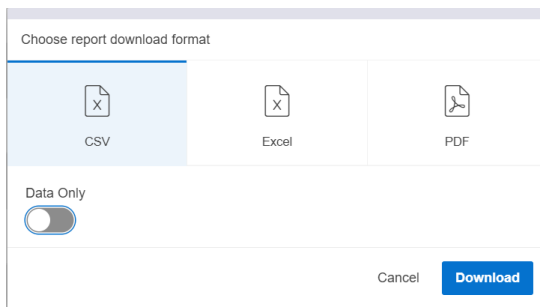 Choose report download format
CSV
Excel
PDF
Data Only
Cancel
Download